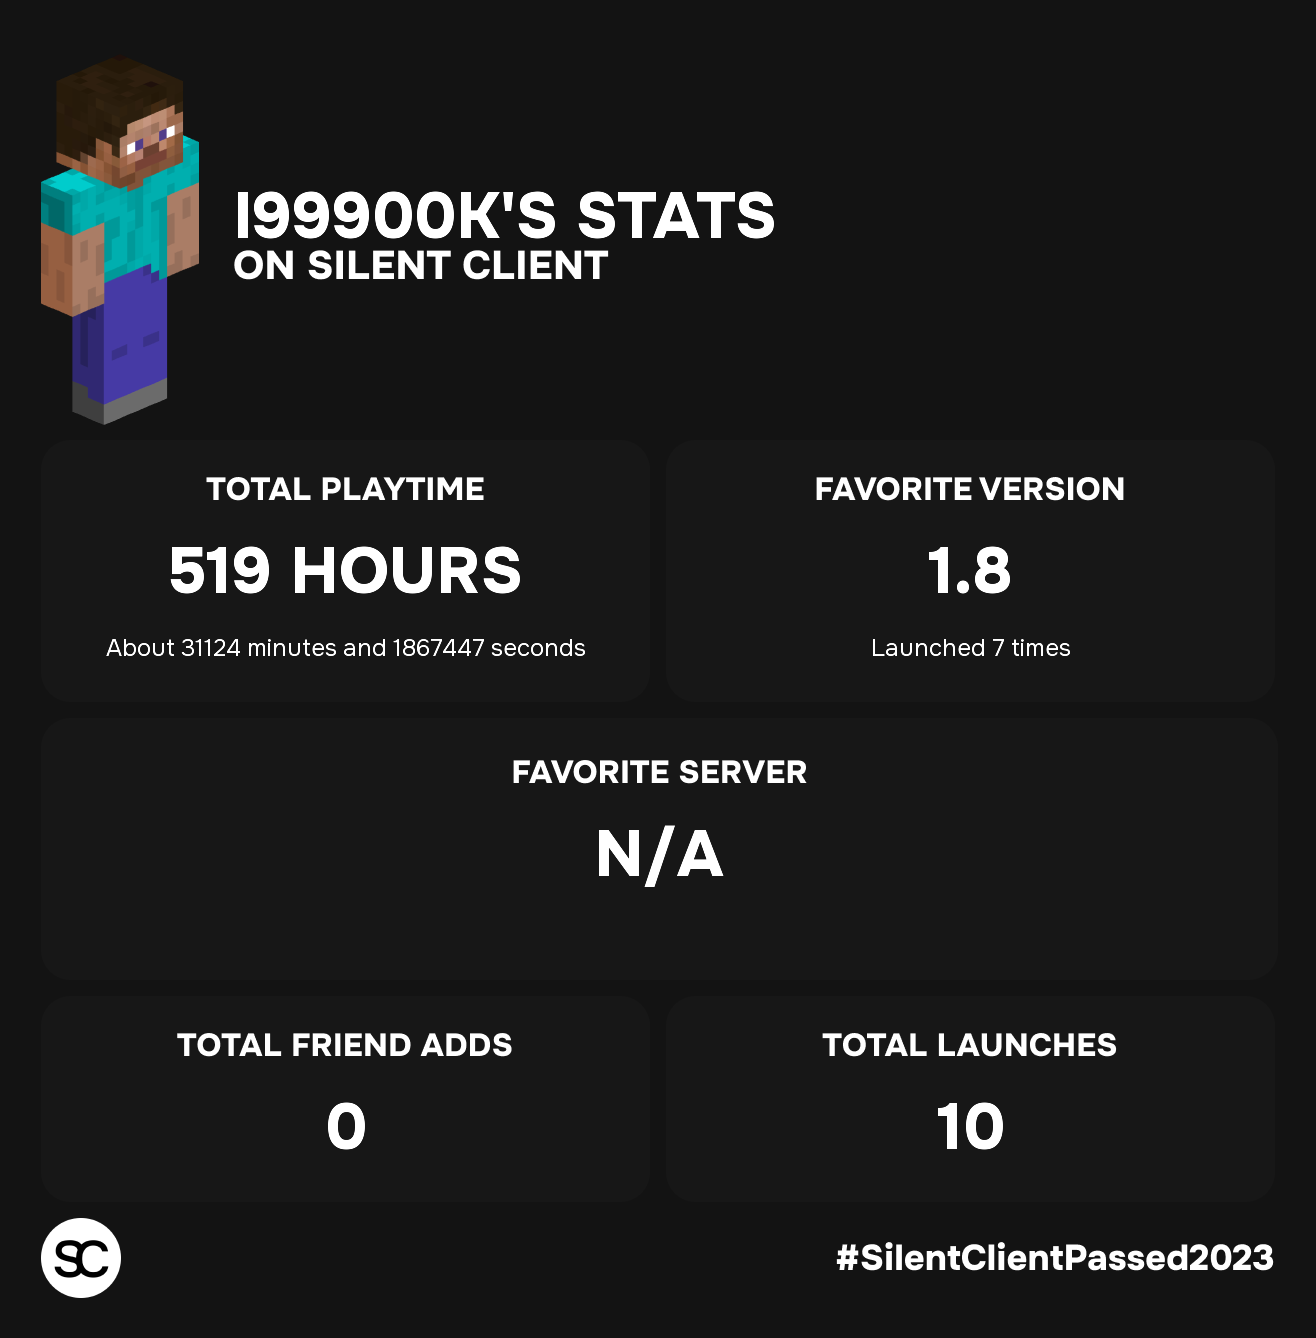 I99900K'S STATS
ON SILENT CLIENT
TOTAL PLAYTIME
519 HOURS
About 31124 minutes and 1867447 seconds
FAVORITE VERSION
1.8
Launched 7 times
FAVORITE SERVER
N/A
TOTAL FRIEND ADDS
0
TOTAL LAUNCHES
10
SC
#SilentClientPassed2023